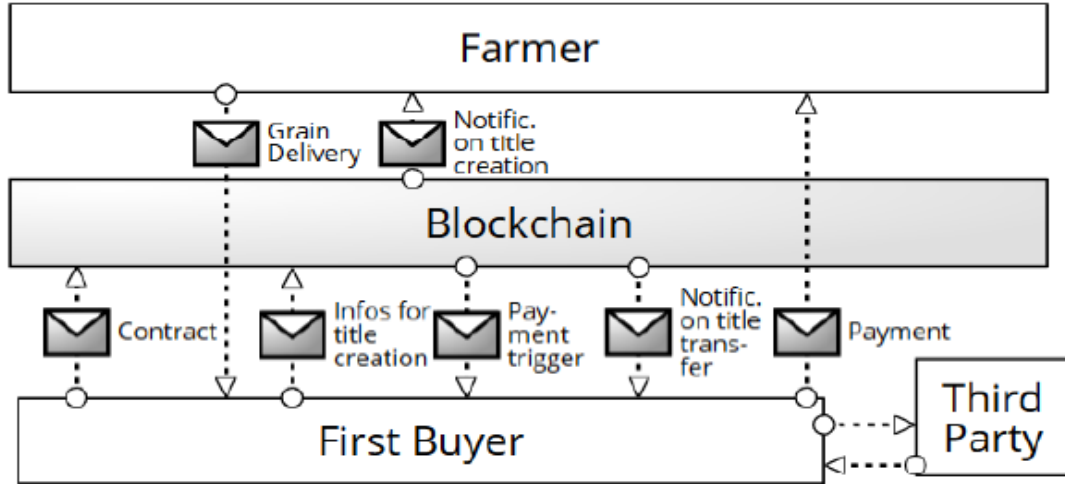 Farmer
Grain
Delivery
Notific.
on title
creation
Blockchain
Contract
Infos for
title
creation
Pay-
ment
trigger
Notific.
on title
trans-
fer
Payment
First Buyer
Third
Party